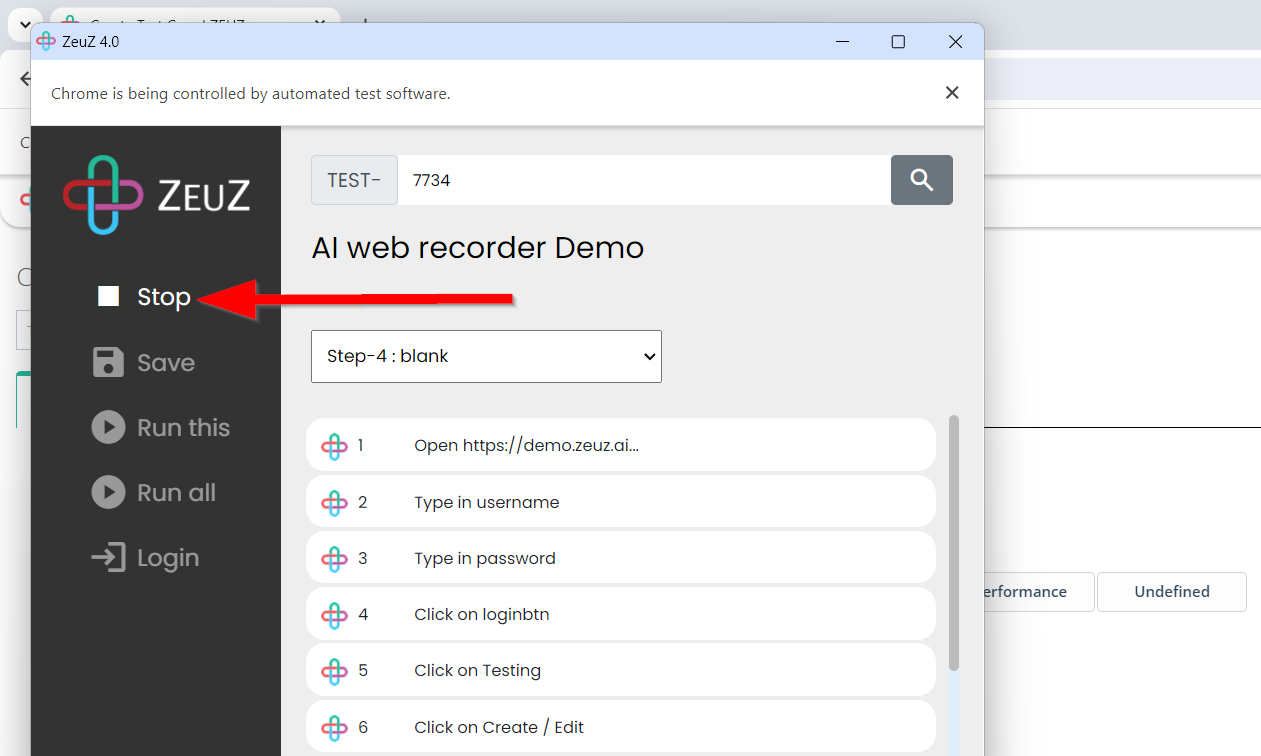 ZeuZ 4.0
Chrome is being controlled by automated test software.
ZEUZ
TEST-
7734
AI web recorder Demo
Stop
Save
Run this
Run all
Login
Step-4 : blank
1 Open https://demo.zeuz.ai...
2 Type in username
3 Type in password
4 Click on loginbtn
5 Click on Testing
6 Click on Create / Edit
erformance
Undefined